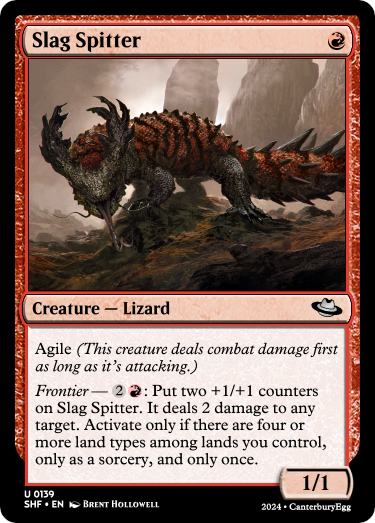 Slag Spitter
Creature — Lizard
Agile (This creature deals combat damage first
as long as it's attacking.)
Frontier — 2R: Put two +1/+1 counters
on Slag Spitter. It deals 2 damage to any
target. Activate only if there are four or
more land types among lands you control,
only as a sorcery, and only once.
1/1
U 0139
SHF • EN Brent Hollowell
2024 • CanterburyEgg